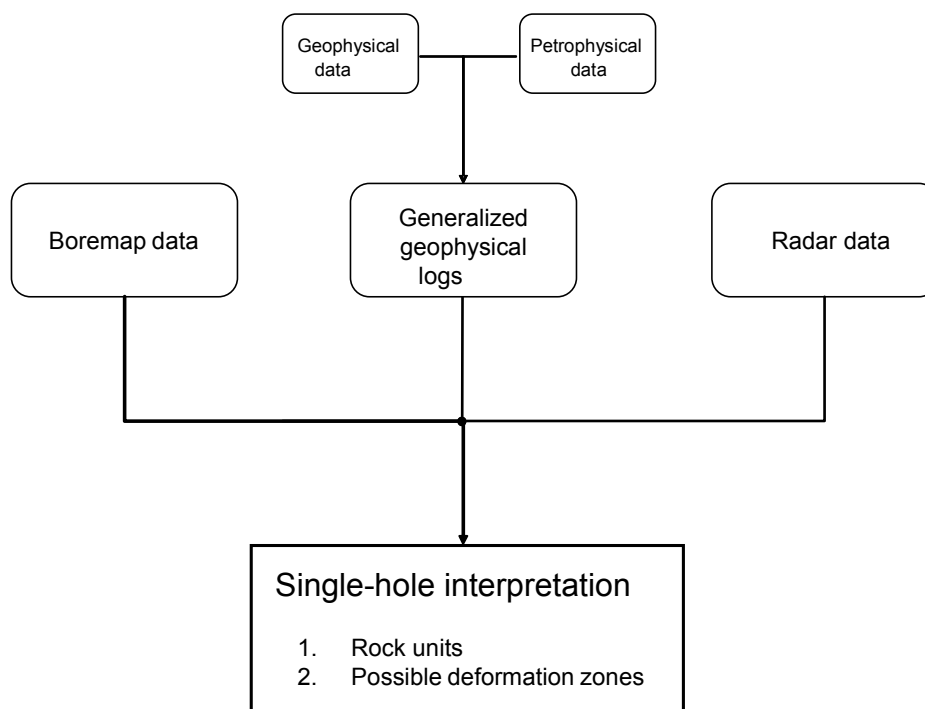 Geophysical
data
Petrophysical
data
Boremap data
Generalized
geophysical
logs
Radar data
Single-hole interpretation
1. Rock units
2. Possible deformation zones